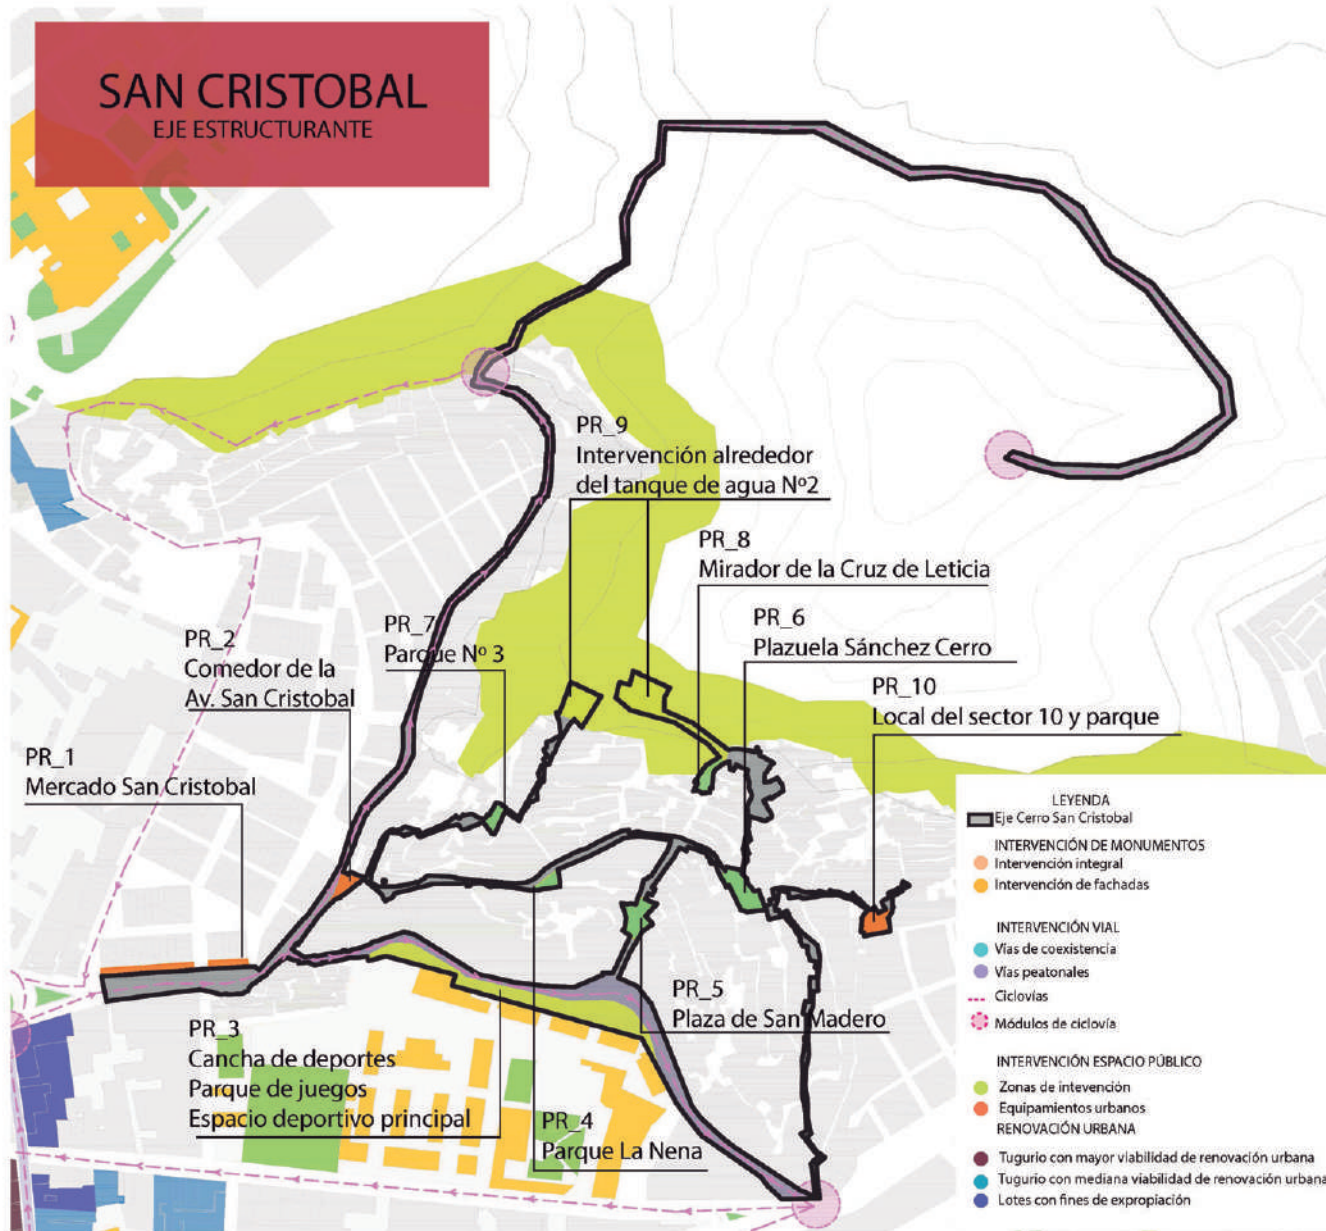 SAN CRISTOBAL
EJE ESTRUCTURANTE
PR_9
Intervención alrededor
del tanque de agua Nº2
PR_8
Mirador de la Cruz de Leticia
PR_6
Plazuela Sánchez Cerro
PR_7
Parque Nº 3
PR_2
Comedor de la
Av. San Cristobal
PR_10
Local del sector 10 y parque
PR_1
Mercado San Cristobal
PR_5
Plaza de San Madero
PR_3
Cancha de deportes
Parque de juegos
Espacio deportivo principal
PR_4
Parque La Nena
LEYENDA
Eje Cerro San Cristobal
INTERVENCIÓN DE MONUMENTOS
Intervención integral
Intervención de fachadas
INTERVENCIÓN VIAL
Vías de coexistencia
Vías peatonales
Ciclovías
Módulos de ciclovía
INTERVENCIÓN ESPACIO PÚBLICO
Zonas de intevención
Equipamientos urbanos
RENOVACIÓN URBANA
Tugurio con mayor viabilidad de renovación urbana
Tugurio con mediana viabilidad de renovación urbana
Lotes con fines de expropiación